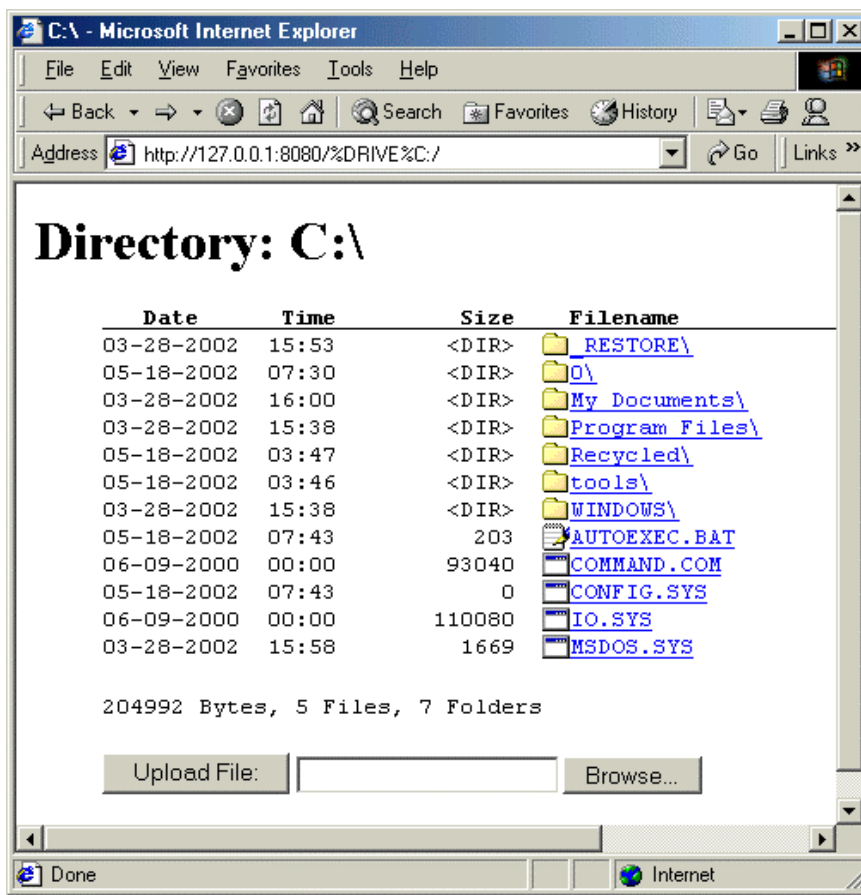 C:\ - Microsoft Internet Explorer
File Edit View Favorites Tools Help
Back Search Favorites History
Address http://127.0.0.1:8080/%DRIVE%C:/ Go Links »
Directory: C:\
Date Time Size Filename
03-28-2002 15:53 <DIR> _RESTORE\
05-18-2002 07:30 <DIR> 0\
03-28-2002 16:00 <DIR> My Documents\
03-28-2002 15:38 <DIR> Program Files\
05-18-2002 03:47 <DIR> Recycled\
05-18-2002 03:46 <DIR> tools\
03-28-2002 15:38 <DIR> WINDOWS\
05-18-2002 07:43 203 AUTOEXEC.BAT
06-09-2000 00:00 93040 COMMAND.COM
05-18-2002 07:43 0 CONFIG.SYS
06-09-2000 00:00 110080 IO.SYS
03-28-2002 15:58 1669 MSDOS.SYS
204992 Bytes, 5 Files, 7 Folders
Upload File: Browse...
Done Internet